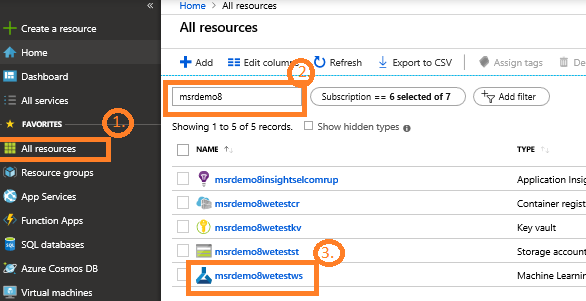 «
Create a resource
Home
Dashboard
All services
FAVORITES
All resources
Resource groups
App Services
Function Apps
SQL databases
Azure Cosmos DB
Virtual machines
1.
Home > All resources
All resources
Add Edit columns Refresh Export to CSV Assign tags De
2.
msrdemo8 Subscription == 6 selected of 7 Add filter
Showing 1 to 5 of 5 records. Show hidden types
NAME TYPE
msrdemo8insightselcomrup Application Insig
msrdemo8wetestcr Container regist
msrdemo8wetestkv Key vault
msrdemo8wetestst Storage account
3.
msrdemo8wetestws Machine Learning